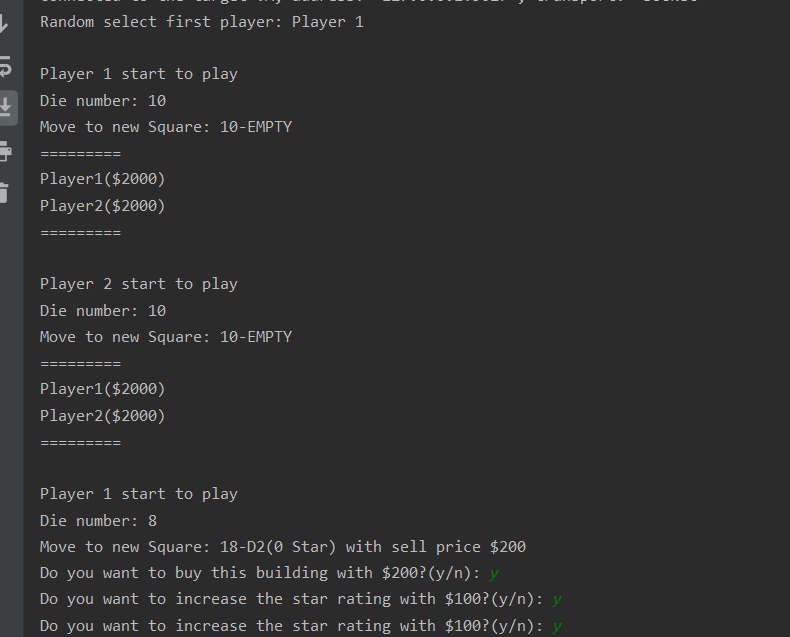 Random select first player: Player 1
Player 1 start to play
Die number: 10
Move to new Square: 10-EMPTY
=========
Player1($2000)
Player2($2000)
=========
Player 2 start to play
Die number: 10
Move to new Square: 10-EMPTY
=========
Player1($2000)
Player2($2000)
=========
Player 1 start to play
Die number: 8
Move to new Square: 18-D2(0 Star) with sell price $200
Do you want to buy this building with $200?(y/n): y
Do you want to increase the star rating with $100?(y/n): y
Do you want to increase the star rating with $100?(y/n): y